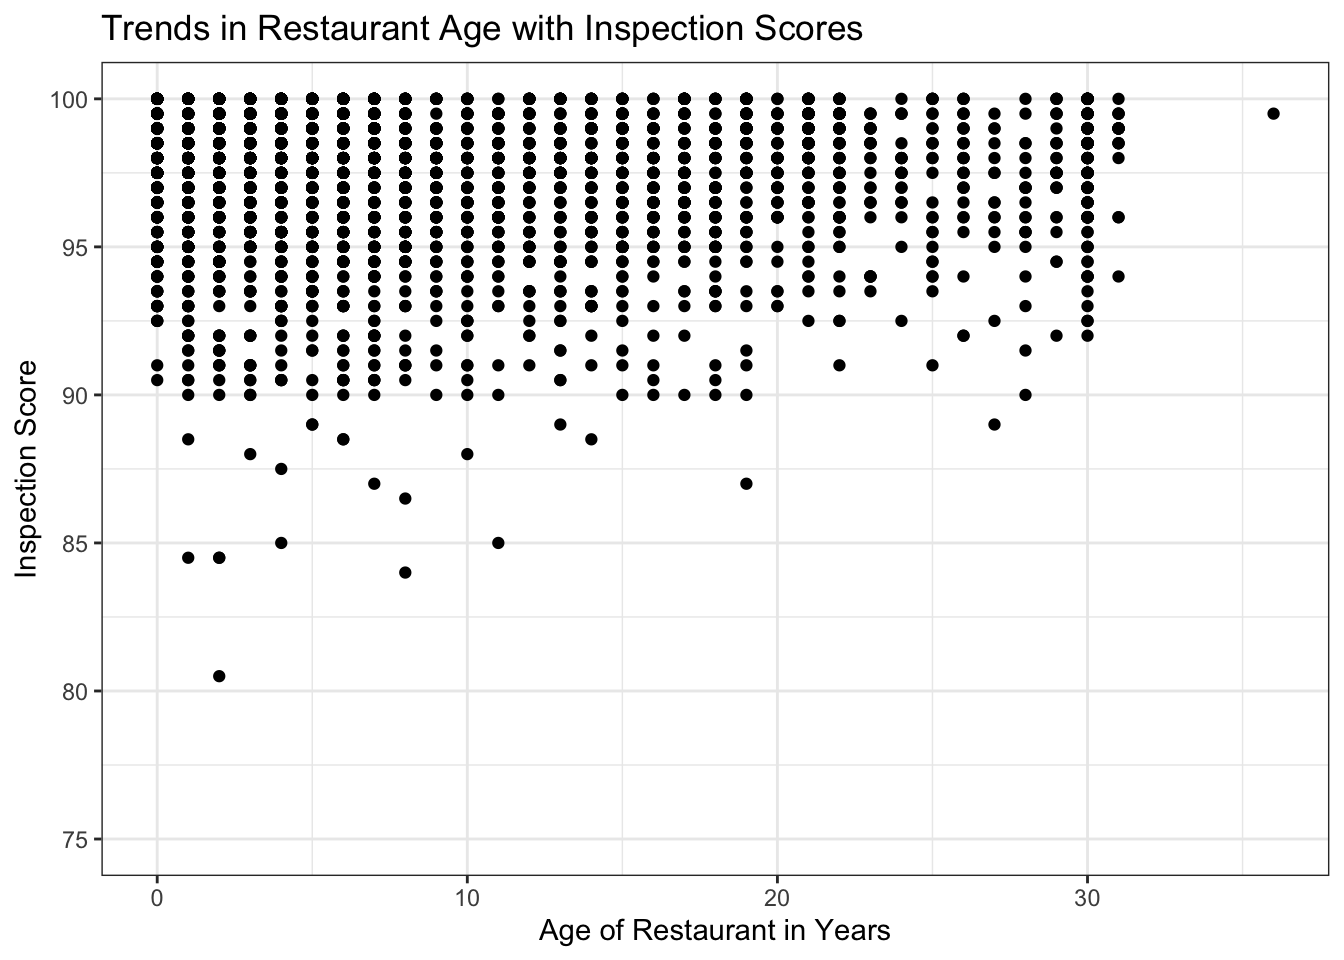 Trends in Restaurant Age with Inspection Scores
100
95
90
85
80
75
Inspection Score
0 10 20 30
Age of Restaurant in Years